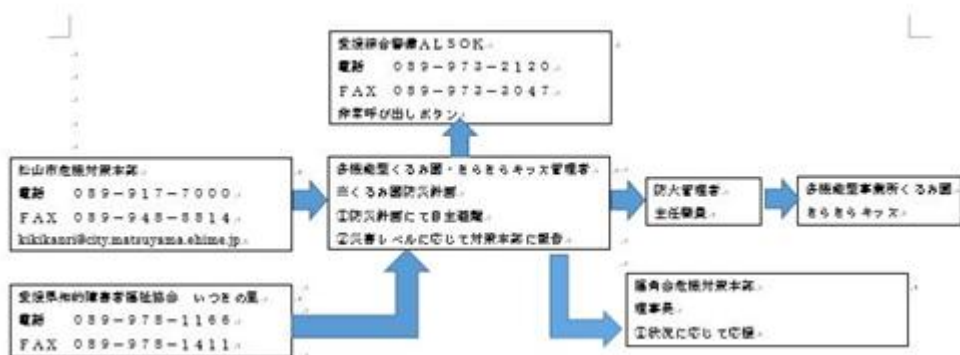 愛媛綜合警備ALSOK
電話 089-973-2120
FAX 089-973-2047
非常呼び出しボタン
松山市危機対策本部
電話 089-917-7000
FAX 089-948-8814
kikikanri@city.matsuyama.ehime.jp
多機能型くるみ園・きらきらキッズ管理者
※くるみ園防災計画
①防災計画にて自主避難
②災害レベルに応じて対策本部に報告
防火管理者
主任職員
多機能型事業所くるみ園
きらきらキッズ
愛媛県知的障害者福祉協会 いつきの里
電話 089-978-1166
FAX 089-978-1411
福角会危機対策本部
理事長
①状況に応じて応援